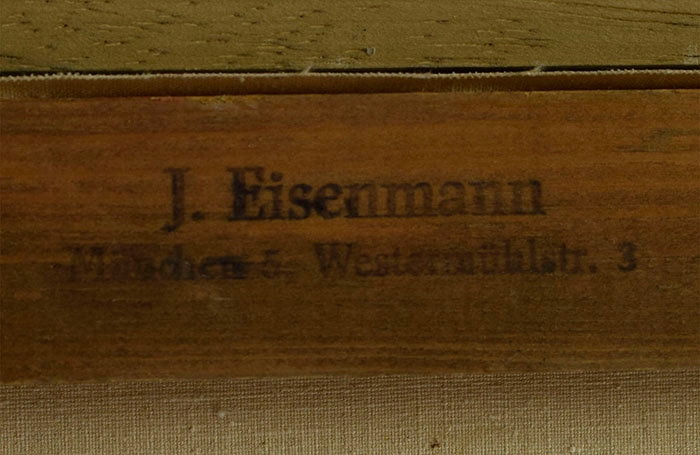 J. Eisenmann
München 5 Westermühlstr. 3